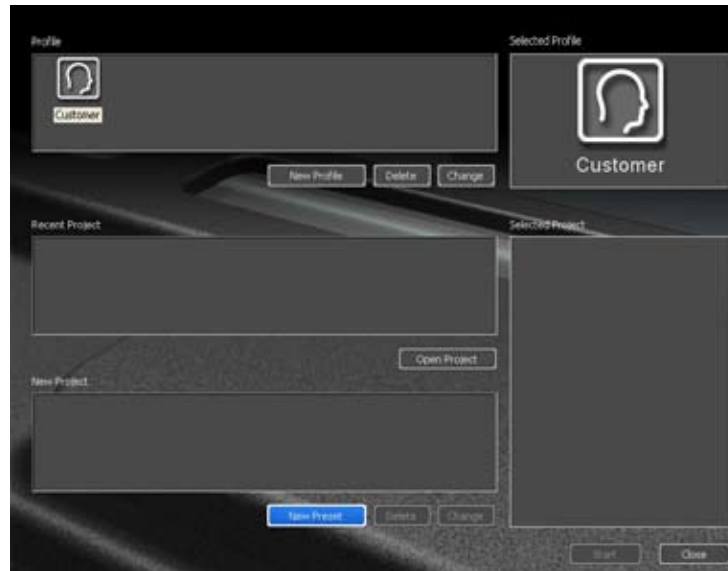 Profile
Selected Profile
Customer
Customer
New Profile
Delete
Change
Recent Project
Selected Project
Open Project
New Project
New Preset
Delete
Change
Start
Close